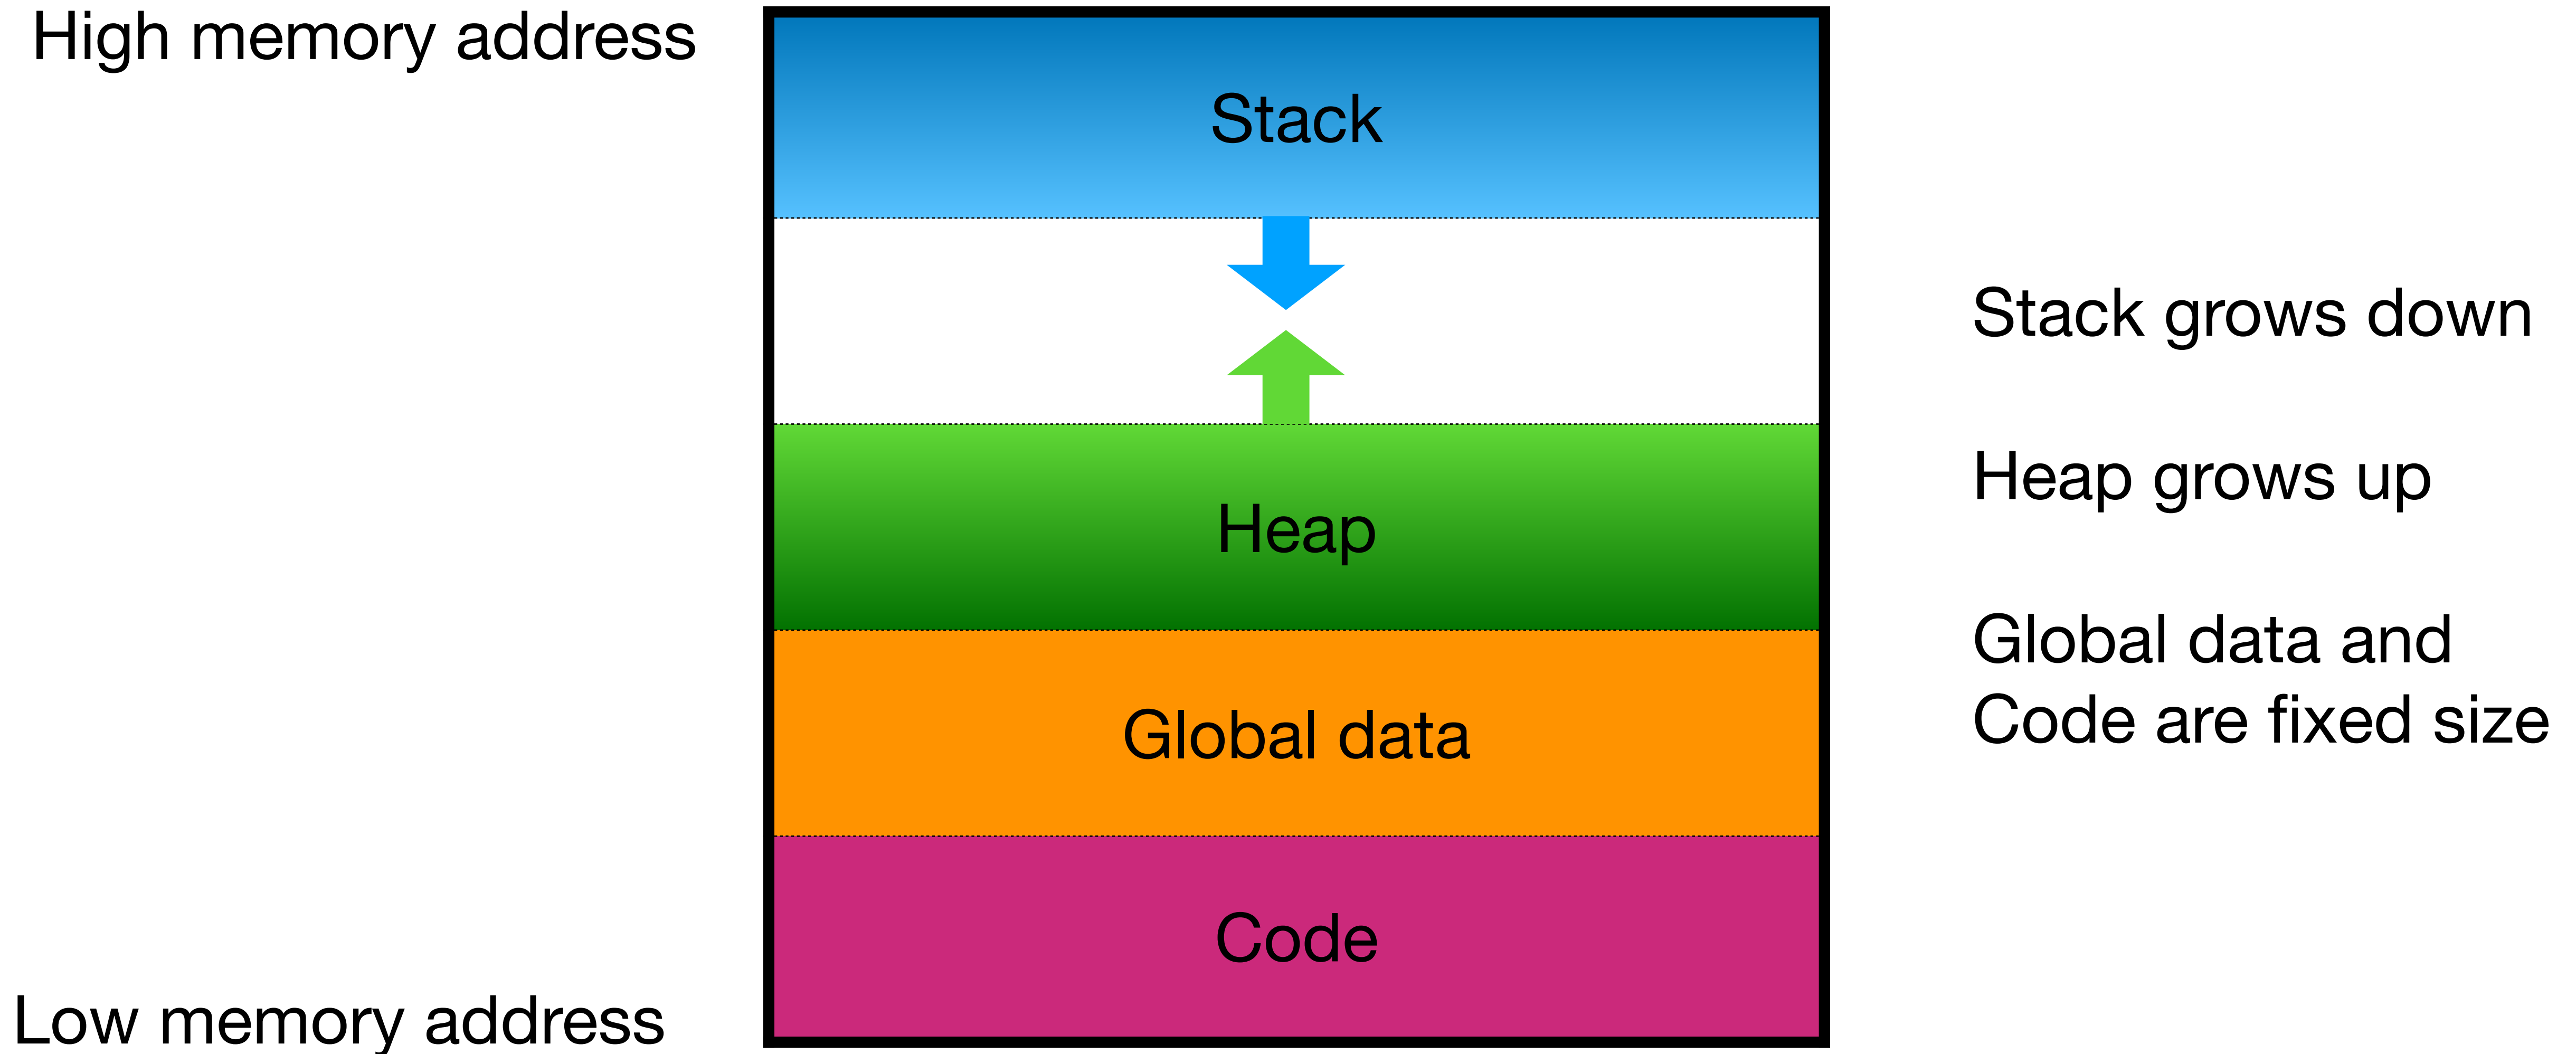 High memory address
Stack
Stack grows down
Heap grows up
Heap
Global data and
Code are fixed size
Global data
Code
Low memory address